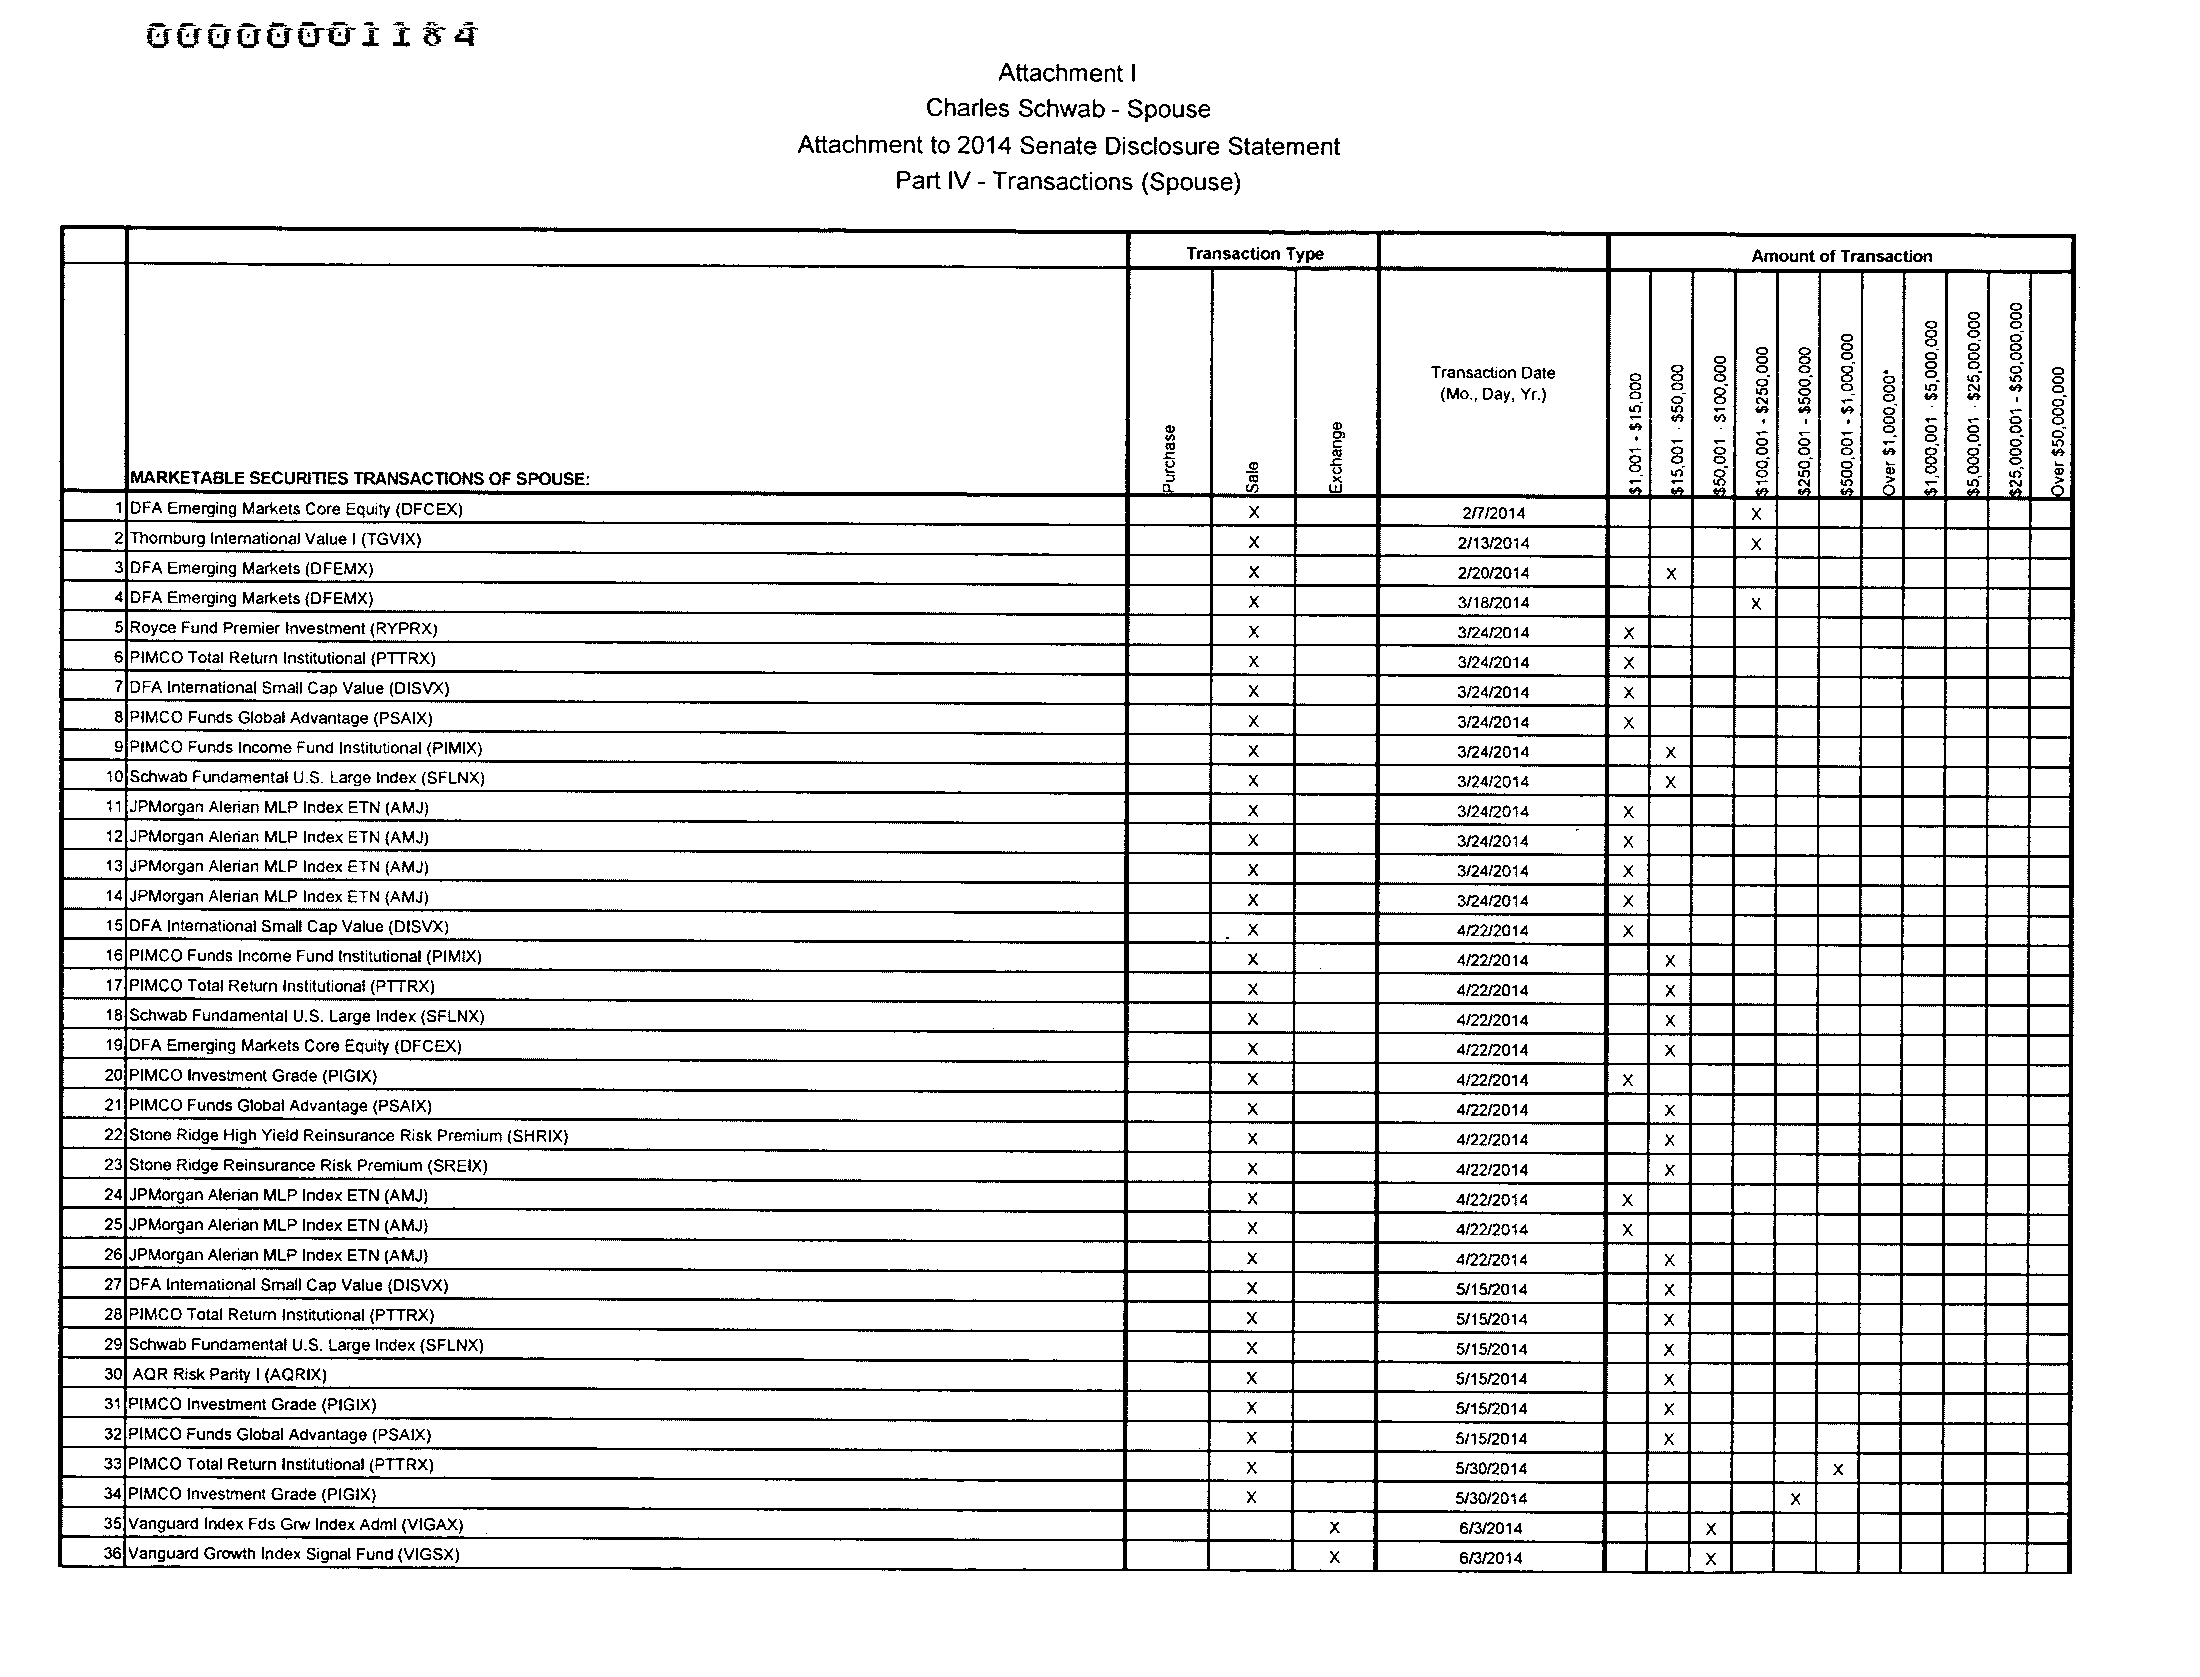 00000001184
Attachment I
Charles Schwab - Spouse
Attachment to 2014 Senate Disclosure Statement
Part IV - Transactions (Spouse)
Transaction Type Amount of Transaction
MARKETABLE SECURITIES TRANSACTIONS OF SPOUSE: Purchase Sale Exchange Transaction Date (Mo., Day, Yr.) $1,001 - $15,000 $15,001 - $50,000 $50,001 - $100,000 $100,001 - $250,000 $250,001 - $500,000 $500,001 - $1,000,000 Over $1,000,000* $1,000,001 - $5,000,000 $5,000,001 - $25,000,000 $25,000,001 - $50,000,000 Over $50,000,000
1 DFA Emerging Markets Core Equity (DFCEX) X 2/7/2014 X
2 Thornburg International Value I (TGVIX) X 2/13/2014 X
3 DFA Emerging Markets (DFEMX) X 2/20/2014 X
4 DFA Emerging Markets (DFEMX) X 3/18/2014 X
5 Royce Fund Premier Investment (RYPRX) X 3/24/2014 X
6 PIMCO Total Return Institutional (PTTRX) X 3/24/2014 X
7 DFA International Small Cap Value (DISVX) X 3/24/2014 X
8 PIMCO Funds Global Advantage (PSAIX) X 3/24/2014 X
9 PIMCO Funds Income Fund Institutional (PIMIX) X 3/24/2014 X
10 Schwab Fundamental U.S. Large Index (SFLNX) X 3/24/2014 X
11 JPMorgan Alerian MLP Index ETN (AMJ) X 3/24/2014 X
12 JPMorgan Alerian MLP Index ETN (AMJ) X 3/24/2014 X
13 JPMorgan Alerian MLP Index ETN (AMJ) X 3/24/2014 X
14 JPMorgan Alerian MLP Index ETN (AMJ) X 3/24/2014 X
15 DFA International Small Cap Value (DISVX) X 4/22/2014 X
16 PIMCO Funds Income Fund Institutional (PIMIX) X 4/22/2014 X
17 PIMCO Total Return Institutional (PTTRX) X 4/22/2014 X
18 Schwab Fundamental U.S. Large Index (SFLNX) X 4/22/2014 X
19 DFA Emerging Markets Core Equity (DFCEX) X 4/22/2014 X
20 PIMCO Investment Grade (PIGIX) X 4/22/2014 X
21 PIMCO Funds Global Advantage (PSAIX) X 4/22/2014 X
22 Stone Ridge High Yield Reinsurance Risk Premium (SHRIX) X 4/22/2014 X
23 Stone Ridge Reinsurance Risk Premium (SREIX) X 4/22/2014 X
24 JPMorgan Alerian MLP Index ETN (AMJ) X 4/22/2014 X
25 JPMorgan Alerian MLP Index ETN (AMJ) X 4/22/2014 X
26 JPMorgan Alerian MLP Index ETN (AMJ) X 4/22/2014 X
27 DFA International Small Cap Value (DISVX) X 5/15/2014 X
28 PIMCO Total Return Institutional (PTTRX) X 5/15/2014 X
29 Schwab Fundamental U.S. Large Index (SFLNX) X 5/15/2014 X
30 AQR Risk Parity I (AQRIX) X 5/15/2014 X
31 PIMCO Investment Grade (PIGIX) X 5/15/2014 X
32 PIMCO Funds Global Advantage (PSAIX) X 5/15/2014 X
33 PIMCO Total Return Institutional (PTTRX) X 5/30/2014 X
34 PIMCO Investment Grade (PIGIX) X 5/30/2014 X
35 Vanguard Index Fds Grw Index Adml (VIGAX) X 6/3/2014 X
36 Vanguard Growth Index Signal Fund (VIGSX) X 6/3/2014 X